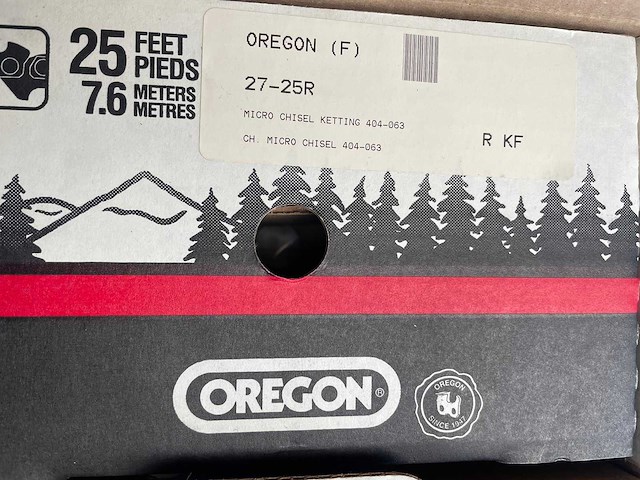 25 FEET
PIEDS
7.6 METERS
METRES
OREGON (F)
27-25R
MICRO CHISEL KETTING 404-063
CH. MICRO CHISEL 404-063
R KF
OREGON®
OREGON
SINCE 1947